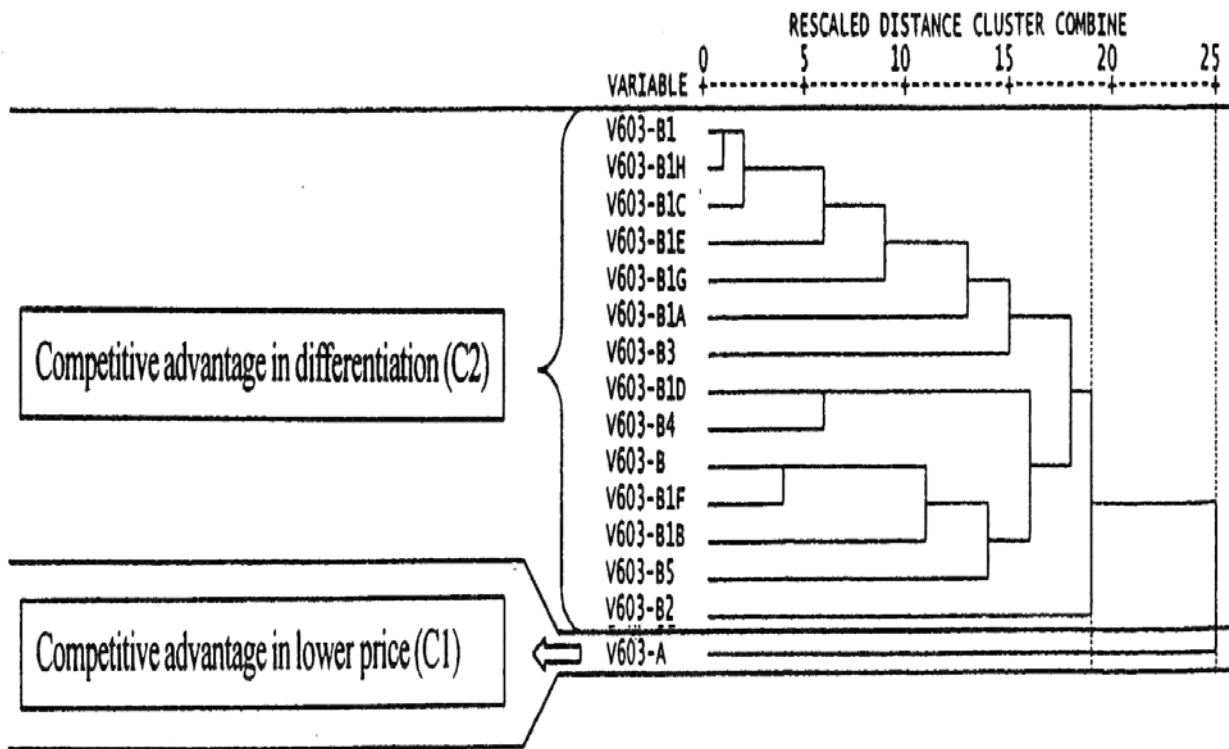 RESCALED DISTANCE CLUSTER COMBINE
0 5 10 15 20 25
VARIABLE
V603-B1
V603-B1H
V603-B1C
V603-B1E
V603-B1G
V603-B1A
V603-B3
Competitive advantage in differentiation (C2)
V603-B1D
V603-B4
V603-B
V603-B1F
V603-B1B
V603-B5
V603-B2
Competitive advantage in lower price (C1)
V603-A